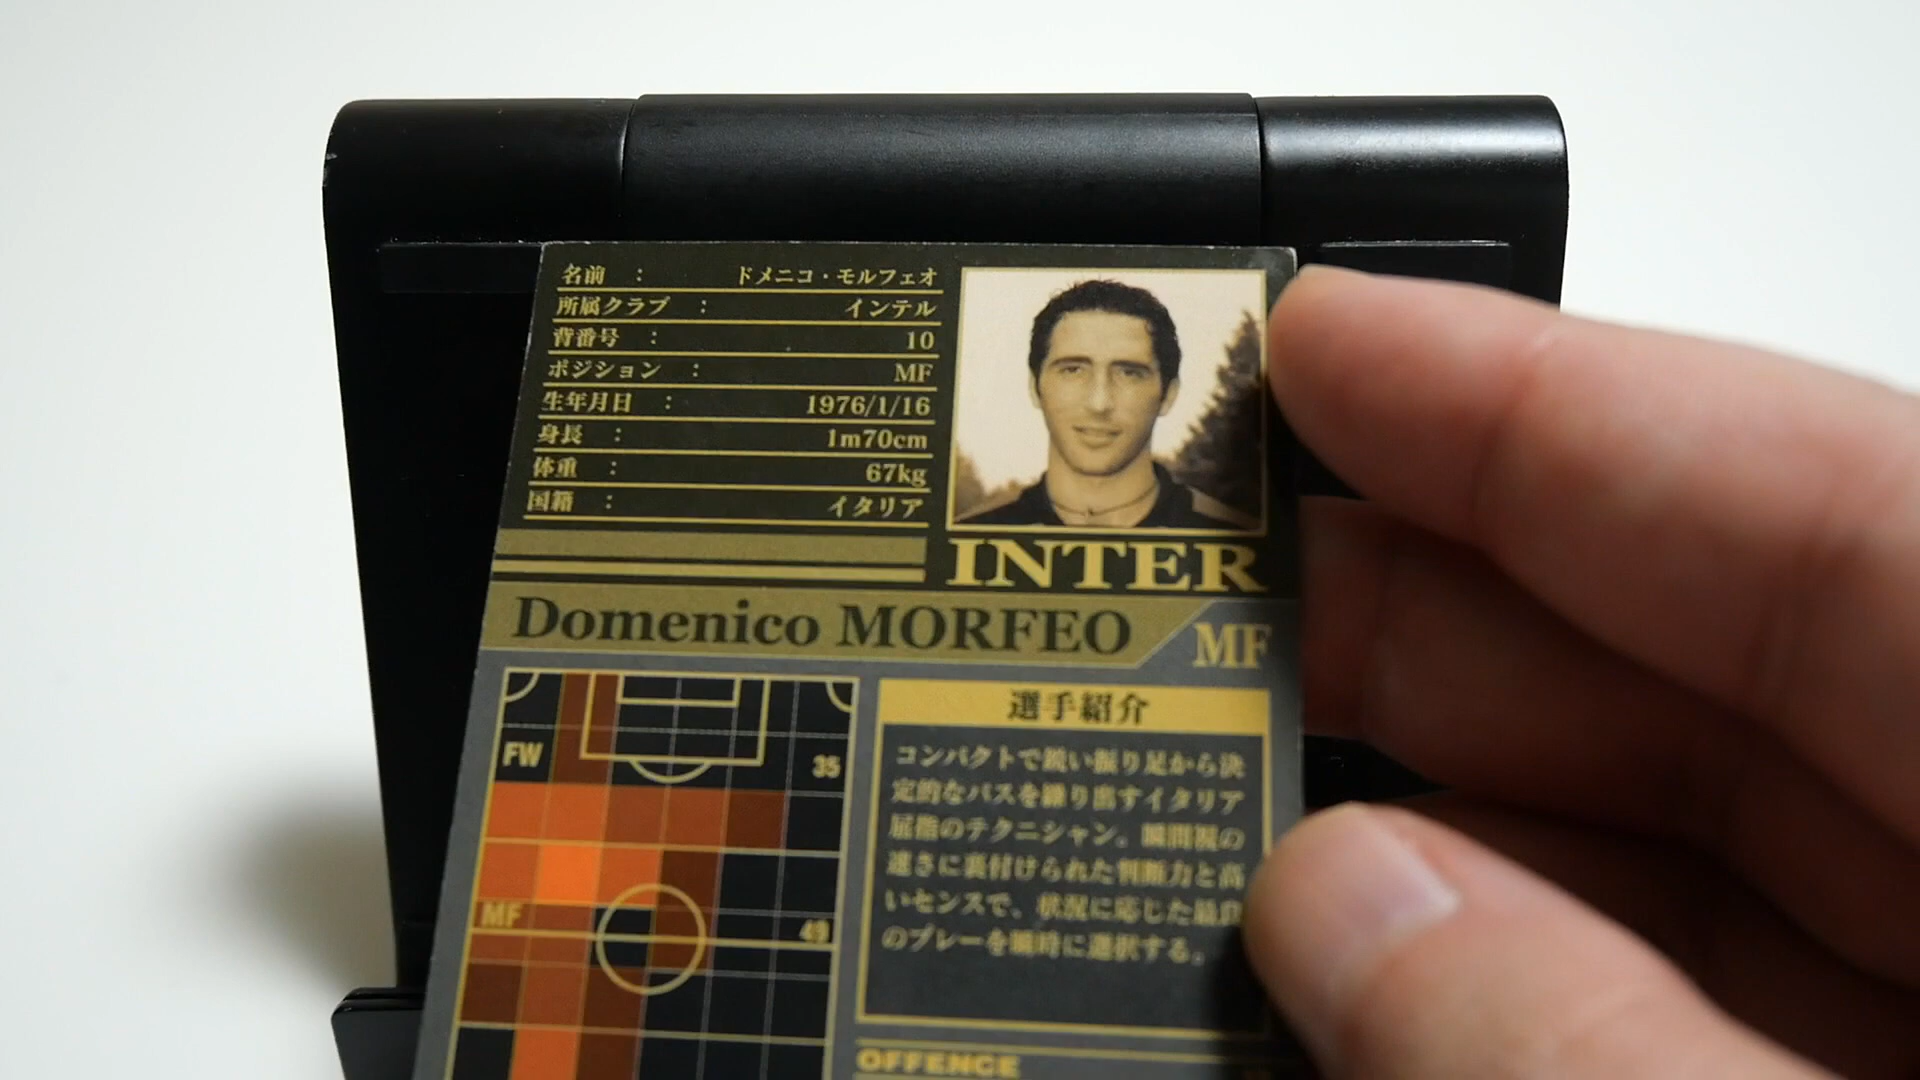 名前 : ドメニコ・モルフェオ
所属クラブ : インテル
背番号 : 10
ポジション : MF
生年月日 : 1976/1/16
身長 : 1m70cm
体重 : 67kg
国籍 : イタリア
INTER
Domenico MORFEO
MF
FW 35
MF 49
選手紹介
コンパクトで鋭い振り足から決
定的なパスを繰り出すイタリア
屈指のテクニシャン。瞬間視の
速さに裏付けられた判断力と高
いセンスで、状況に応じた最良
のプレーを瞬時に選択する。
OFFENCE